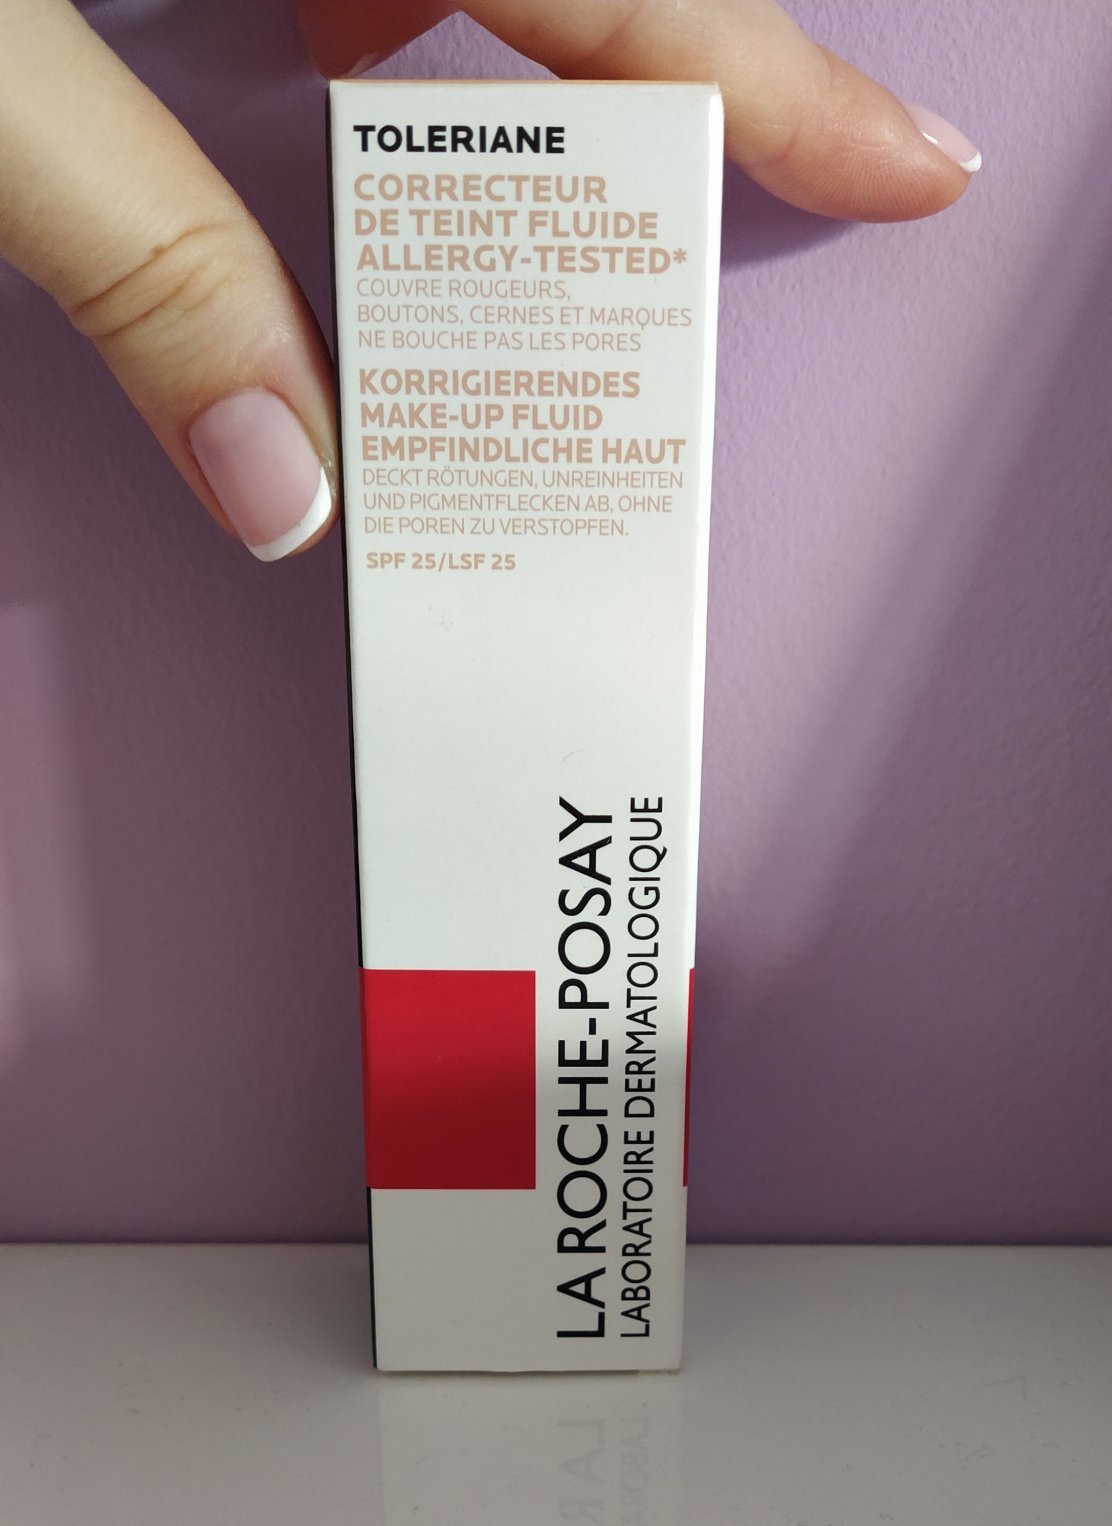 TOLERIANE
CORRECTEUR
DE TEINT FLUIDE
ALLERGY-TESTED*
COUVRE ROUGEURS,
BOUTONS, CERNES ET MARQUES
NE BOUCHE PAS LES PORES
KORRIGIERENDES
MAKE-UP FLUID
EMPFINDLICHE HAUT
DECKT RÖTUNGEN, UNREINHEITEN
UND PIGMENTFLECKEN AB, OHNE
DIE POREN ZU VERSTOPFEN.
SPF 25/LSF 25
LA ROCHE-POSAY
LABORATOIRE DERMATOLOGIQUE